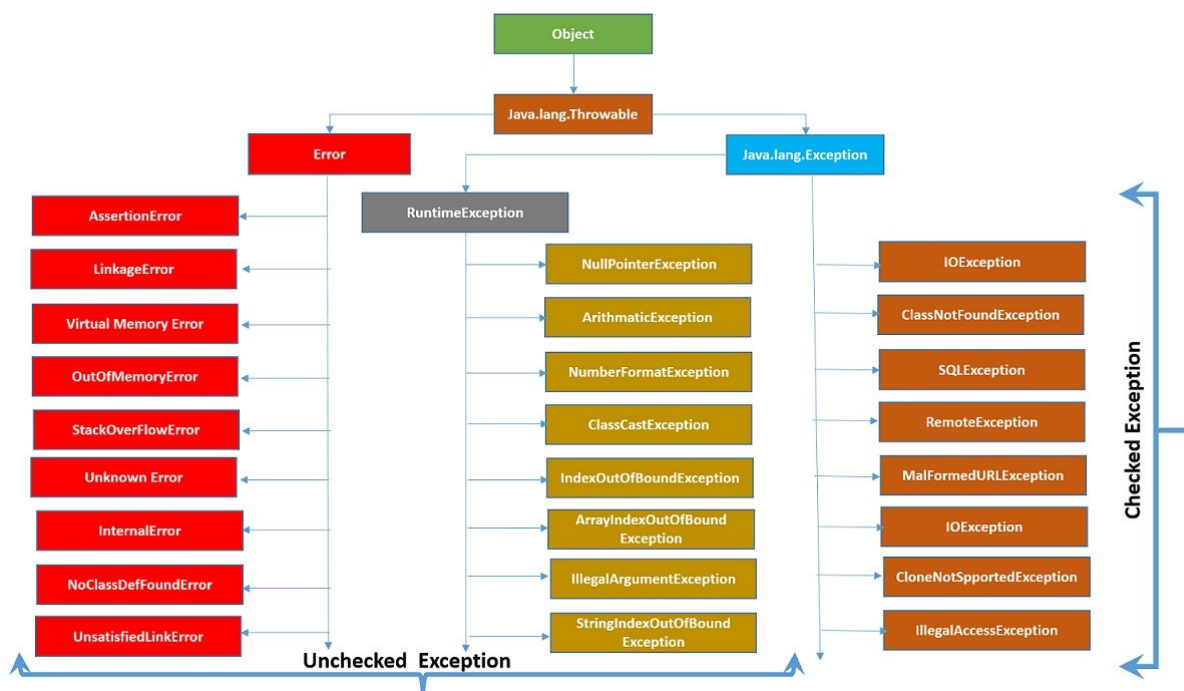 Object
Java.lang.Throwable
Error
Java.lang.Exception
RuntimeException
AssertionError
LinkageError
Virtual Memory Error
OutOfMemoryError
StackOverFlowError
Unknown Error
InternalError
NoClassDefFoundError
UnsatisfiedLinkError
NullPointerException
ArithmaticException
NumberFormatException
ClassCastException
IndexOutOfBoundException
ArrayIndexOutOfBound
Exception
IllegalArgumentException
StringIndexOutOfBound
Exception
IOException
ClassNotFoundException
SQLException
RemoteException
MalFormedURLException
IOException
CloneNotSpportedException
IllegalAccessException
Checked Exception
Unchecked Exception